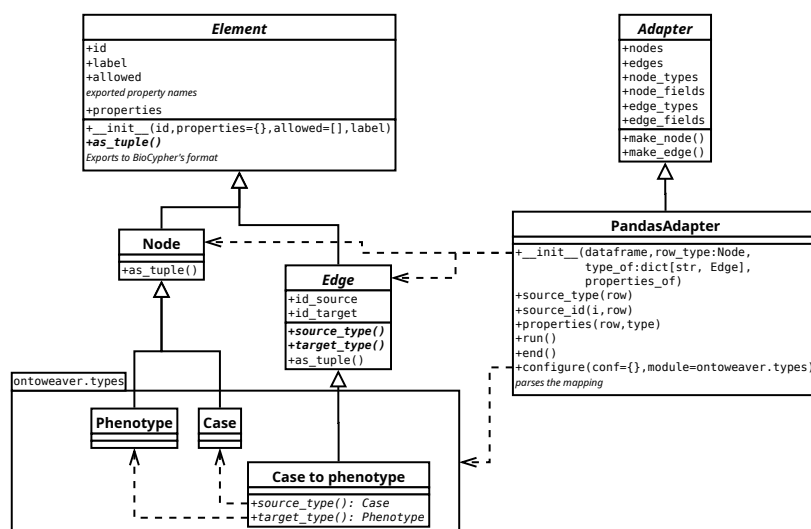 Element
+id
+label
+allowed
exported property names
+properties
+__init__(id,properties={},allowed=[],label)
+as_tuple()
Exports to BioCypher's format
Adapter
+nodes
+edges
+node_types
+node_fields
+edge_types
+edge_fields
+make_node()
+make_edge()
Node
+as_tuple()
Edge
+id_source
+id_target
+source_type()
+target_type()
+as_tuple()
PandasAdapter
+__init__(dataframe,row_type:Node,
type_of:dict[str, Edge],
properties_of)
+source_type(row)
+source_id(i,row)
+properties(row,type)
+run()
+end()
+configure(conf={},module=ontoweaver.types)
parses the mapping
ontoweaver.types
Phenotype
Case
Case to phenotype
+source_type(): Case
+target_type(): Phenotype